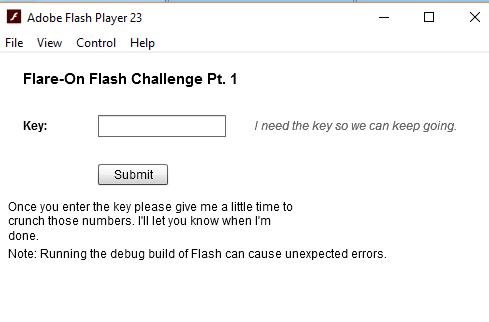 Adobe Flash Player 23
File View Control Help
Flare-On Flash Challenge Pt. 1
Key: I need the key so we can keep going.
Submit
Once you enter the key please give me a little time to
crunch those numbers. I'll let you know when I'm
done.
Note: Running the debug build of Flash can cause unexpected errors.